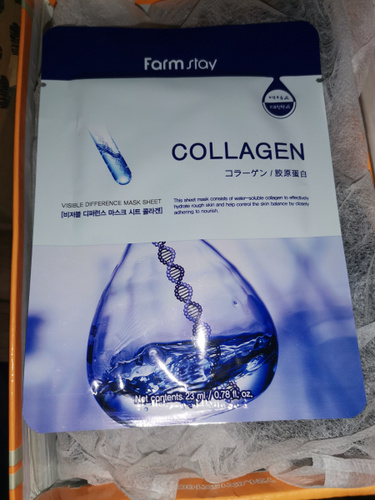 Farmstay
COLLAGEN
コラーゲン / 胶原蛋白
VISIBLE DIFFERENCE MASK SHEET
[비져블 디퍼런스 마스크 시트 콜라겐]
This sheet mask consists of water-soluble collagen to effectively
hydrate rough skin and help control the skin balance by closely
adhering to nourish.
Net contents 23 ml / 0.78 fl. oz.